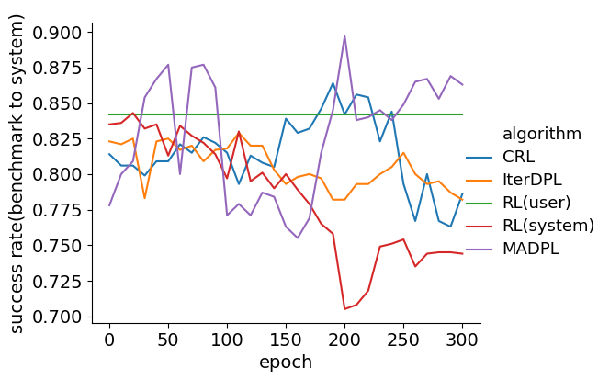 success rate(benchmark to system)
0.900
0.875
0.850
0.825
0.800
0.775
0.750
0.725
0.700
0 50 100 150 200 250 300
epoch
algorithm
CRL
IterDPL
RL(user)
RL(system)
MADPL